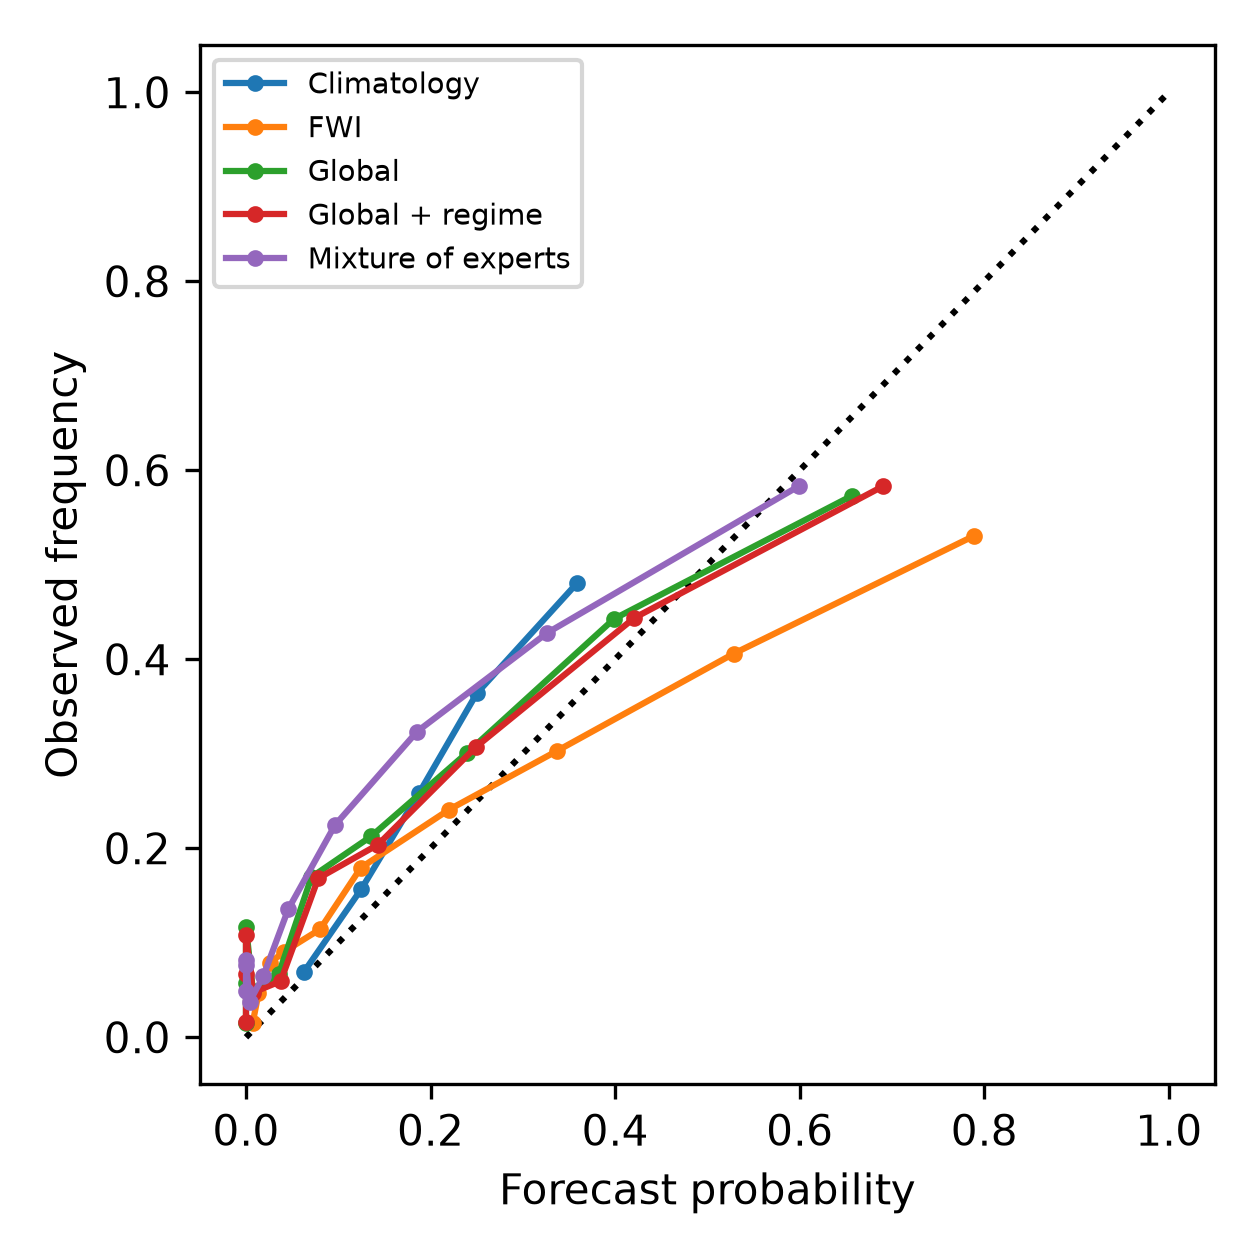 Climatology
FWI
Global
Global + regime
Mixture of experts
1.0
0.8
0.6
0.4
0.2
0.0
Observed frequency
0.0 0.2 0.4 0.6 0.8 1.0
Forecast probability